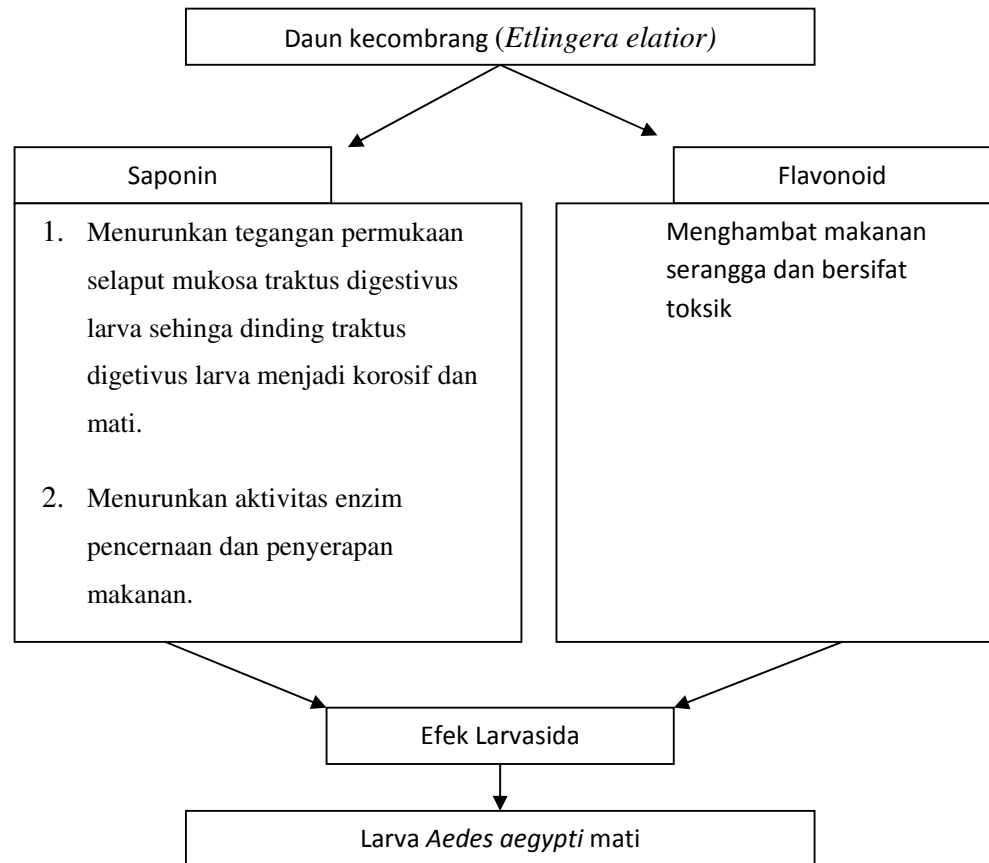 Daun kecombrang (Etlingera elatior)
Saponin
1. Menurunkan tegangan permukaan
selaput mukosa traktus digestivus
larva sehinga dinding traktus
digetivus larva menjadi korosif dan
mati.
2. Menurunkan aktivitas enzim
pencernaan dan penyerapan
makanan.
Flavonoid
Menghambat makanan
serangga dan bersifat
toksik
Efek Larvasida
Larva Aedes aegypti mati